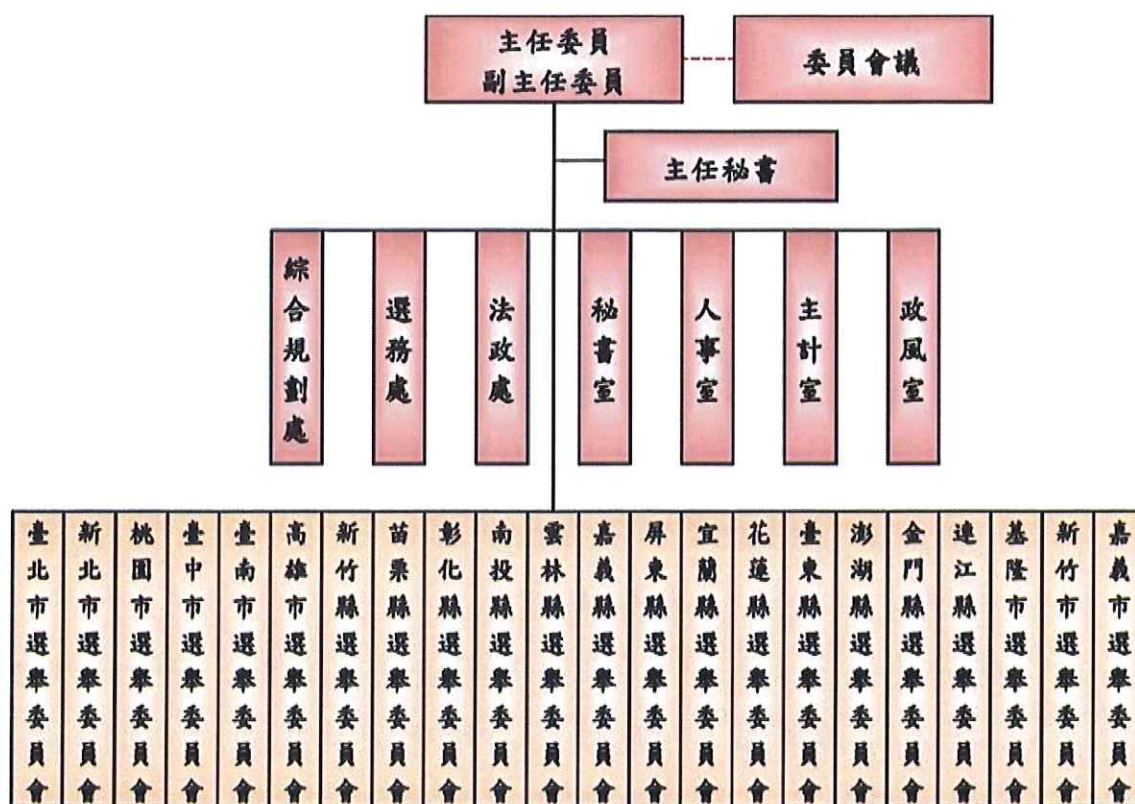 主任委員
副主任委員
委員會議
主任秘書
綜合規劃處
選務處
法政處
秘書室
人事室
主計室
政風室
臺北市選舉委員會
新北市選舉委員會
桃園市選舉委員會
臺中市選舉委員會
臺南市選舉委員會
高雄市選舉委員會
新竹縣選舉委員會
苗栗縣選舉委員會
彰化縣選舉委員會
南投縣選舉委員會
雲林縣選舉委員會
嘉義縣選舉委員會
屏東縣選舉委員會
宜蘭縣選舉委員會
花蓮縣選舉委員會
臺東縣選舉委員會
澎湖縣選舉委員會
金門縣選舉委員會
連江縣選舉委員會
基隆市選舉委員會
新竹市選舉委員會
嘉義市選舉委員會